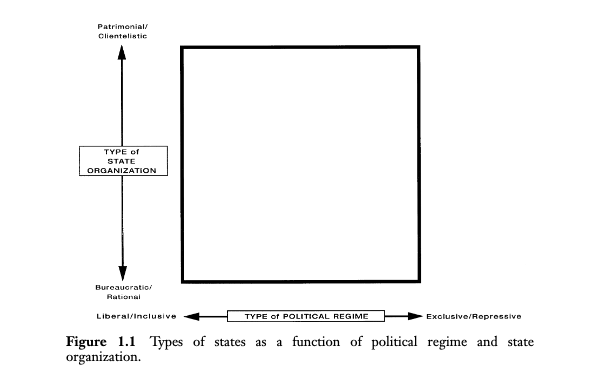 Patrimonial/
Clientelistic
TYPE of
STATE
ORGANIZATION
Bureaucratic/
Rational
Liberal/Inclusive
TYPE of POLITICAL REGIME
Exclusive/Repressive
Figure 1.1 Types of states as a function of political regime and state
organization.